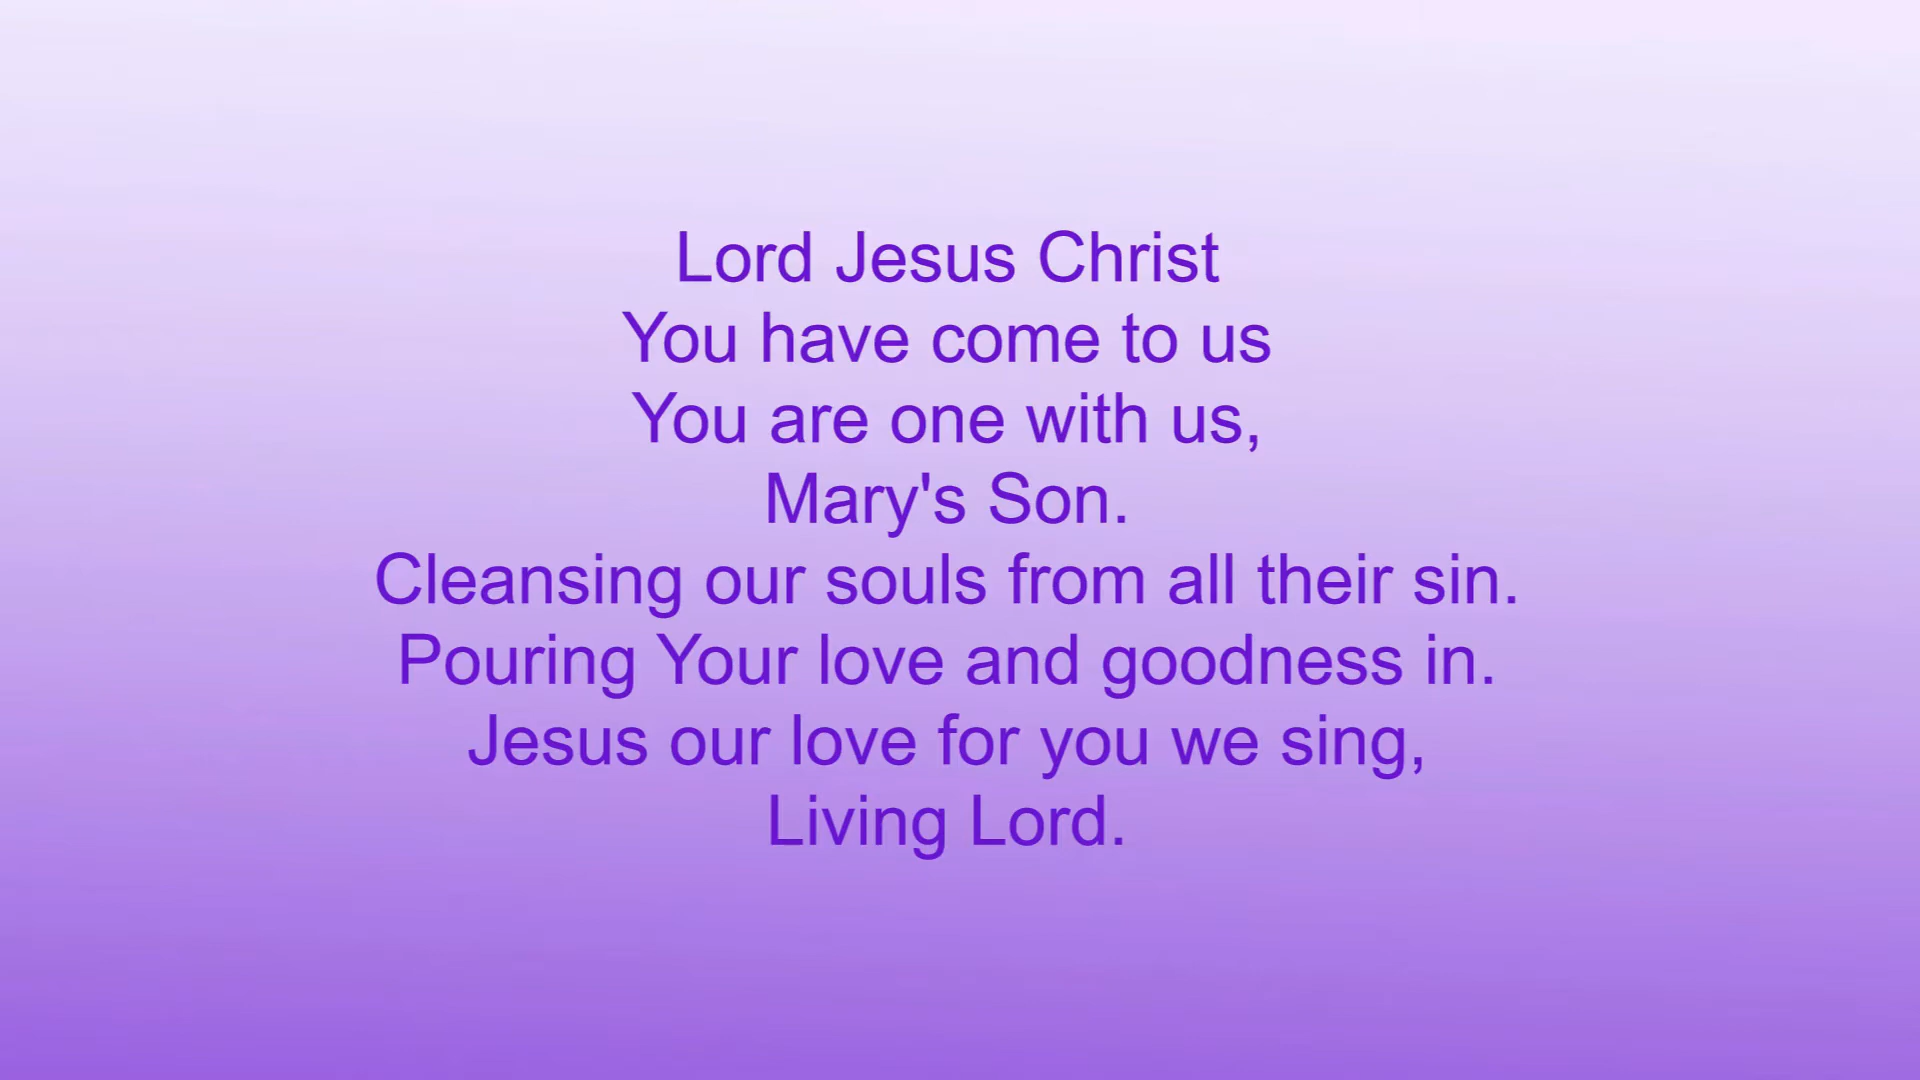 Lord Jesus Christ
You have come to us
You are one with us,
Mary's Son.
Cleansing our souls from all their sin.
Pouring Your love and goodness in.
Jesus our love for you we sing,
Living Lord.